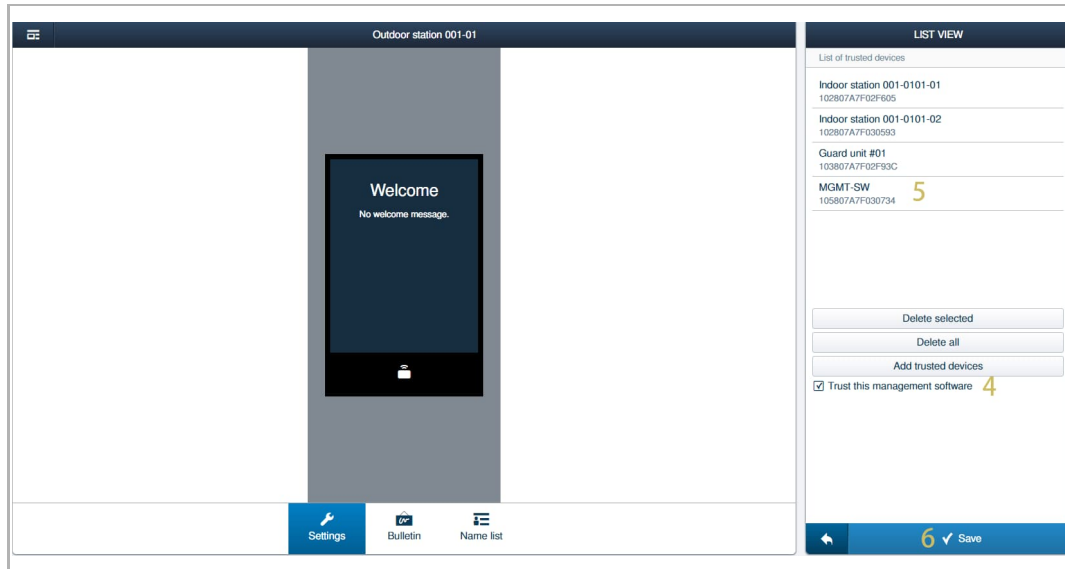 Outdoor station 001-01
Welcome
No welcome message.
Settings
Bulletin
Name list
LIST VIEW
List of trusted devices
Indoor station 001-0101-01
102807A7F02F605
Indoor station 001-0101-02
102807A7F030593
Guard unit #01
103807A7F02F93C
MGMT-SW
105807A7F030734
5
Delete selected
Delete all
Add trusted devices
Trust this management software 4
6 Save